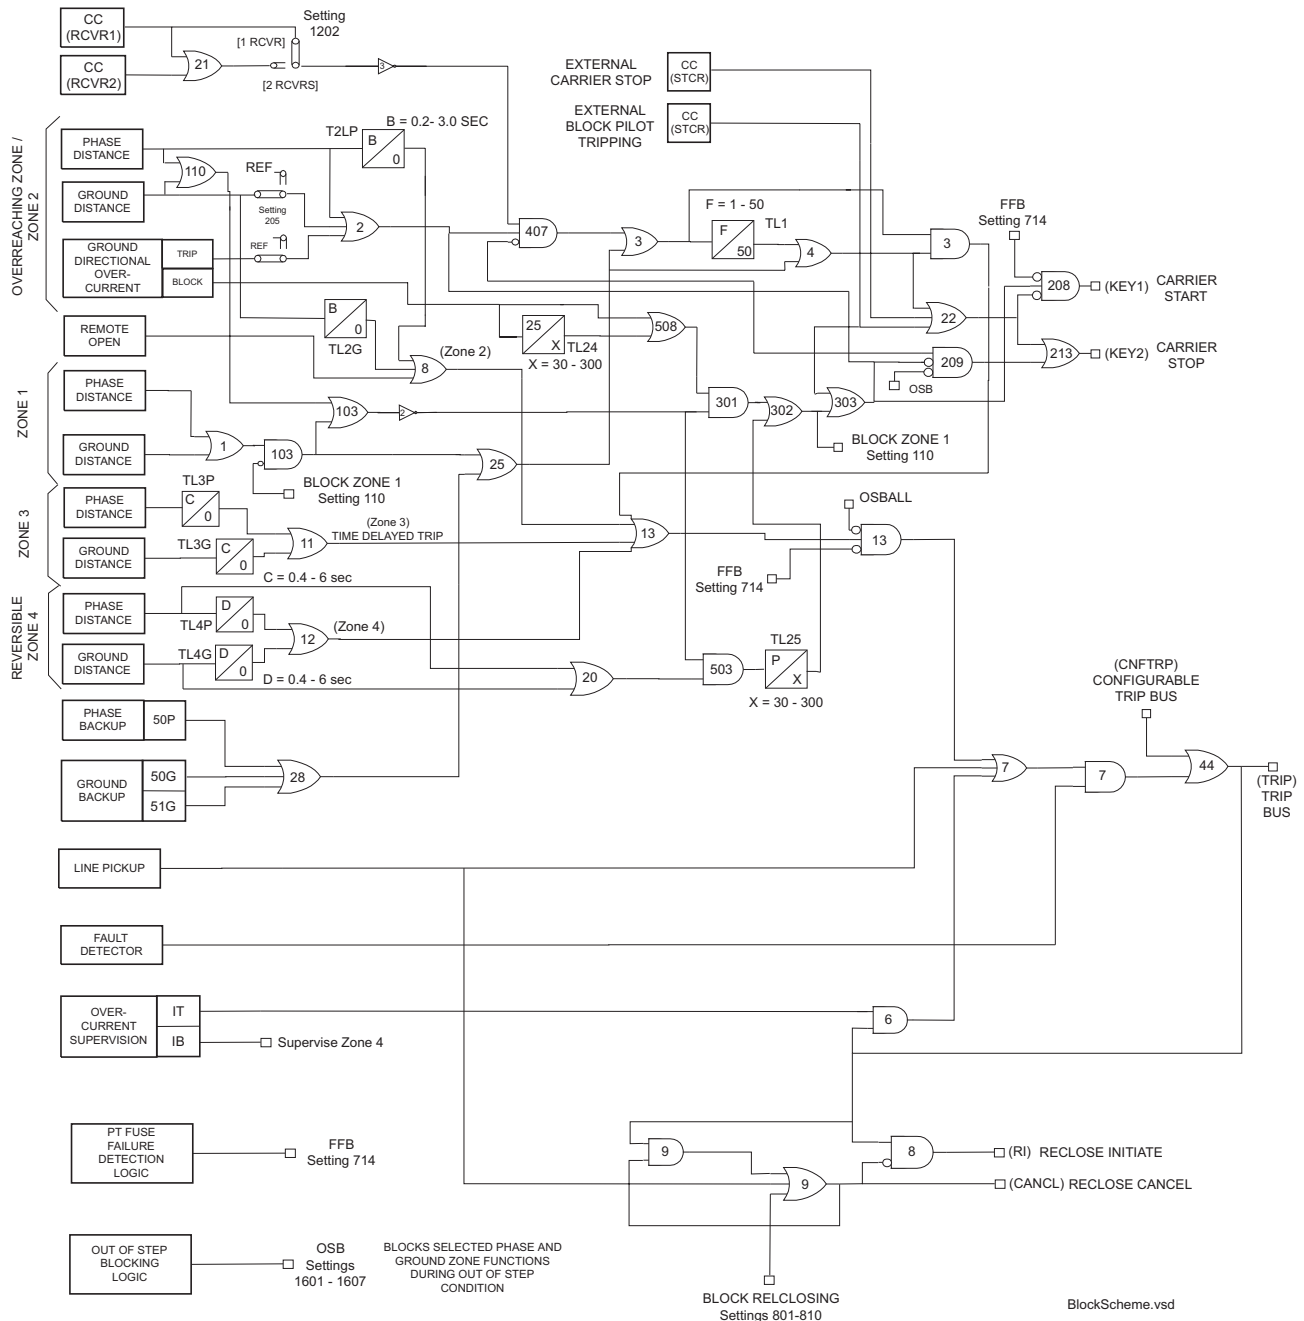 CC
(RCVR1)
CC
(RCVR2)
21
[1 RCVR]
[2 RCVRS]
Setting
1202
3
EXTERNAL
CARRIER STOP
CC
(STCR)
EXTERNAL
BLOCK PILOT
TRIPPING
CC
(STCR)
OVERREACHING ZONE /
ZONE 2
PHASE
DISTANCE
GROUND
DISTANCE
GROUND
DIRECTIONAL
OVER-
CURRENT
TRIP
BLOCK
110
REF
Setting
205
REF
T2LP
B
0
B = 0.2- 3.0 SEC
2
407
3
F = 1 - 50
F
50
TL1
4
3
FFB
Setting 714
208
(KEY1)
CARRIER
START
22
213
(KEY2)
CARRIER
STOP
209
OSB
REMOTE
OPEN
B
0
TL2G
8
(Zone 2)
25
X
TL24
X = 30 - 300
508
301
302
303
BLOCK ZONE 1
Setting 110
ZONE 1
PHASE
DISTANCE
GROUND
DISTANCE
1
103
103
2
BLOCK ZONE 1
Setting 110
25
ZONE 3
PHASE
DISTANCE
GROUND
DISTANCE
TL3P
C
0
TL3G
C
0
11
(Zone 3)
TIME DELAYED TRIP
C = 0.4 - 6 sec
13
OSBALL
13
FFB
Setting 714
REVERSIBLE
ZONE 4
PHASE
DISTANCE
GROUND
DISTANCE
D
0
TL4P
TL4G
D
0
12
(Zone 4)
D = 0.4 - 6 sec
20
503
TL25
P
X
X = 30 - 300
(CNFTRP)
CONFIGURABLE
TRIP BUS
PHASE
BACKUP
50P
GROUND
BACKUP
50G
51G
28
7
7
44
(TRIP)
TRIP
BUS
LINE PICKUP
FAULT
DETECTOR
OVER-
CURRENT
SUPERVISION
IT
IB
Supervise Zone 4
6
PT FUSE
FAILURE
DETECTION
LOGIC
FFB
Setting 714
9
9
8
(RI) RECLOSE INITIATE
(CANCL) RECLOSE CANCEL
OUT OF STEP
BLOCKING
LOGIC
OSB
Settings
1601 - 1607
BLOCKS SELECTED PHASE AND
GROUND ZONE FUNCTIONS
DURING OUT OF STEP
CONDITION
BLOCK RELCLOSING
Settings 801-810
BlockScheme.vsd